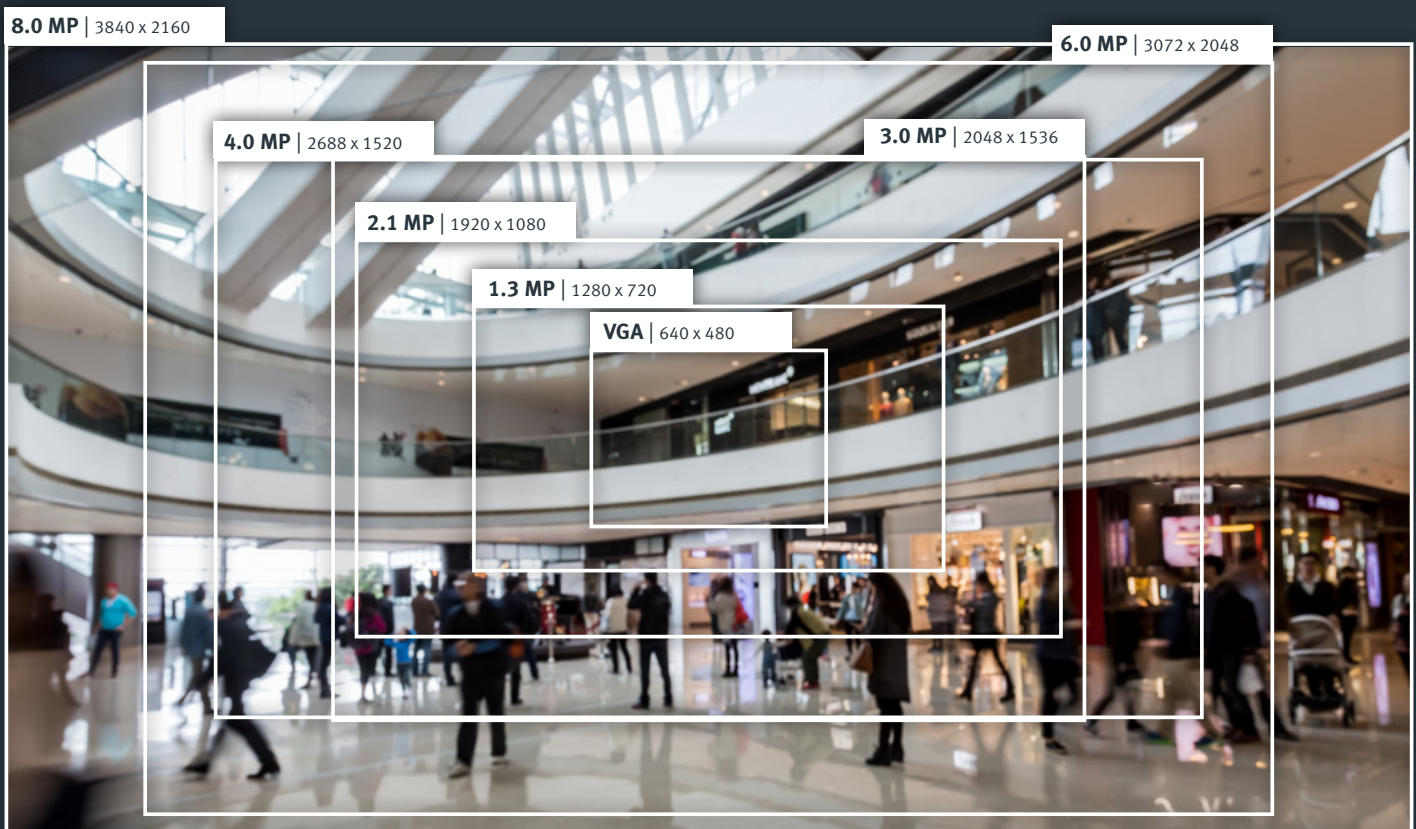 8.0 MP | 3840 x 2160
6.0 MP | 3072 x 2048
4.0 MP | 2688 x 1520
3.0 MP | 2048 x 1536
2.1 MP | 1920 x 1080
1.3 MP | 1280 x 720
VGA | 640 x 480